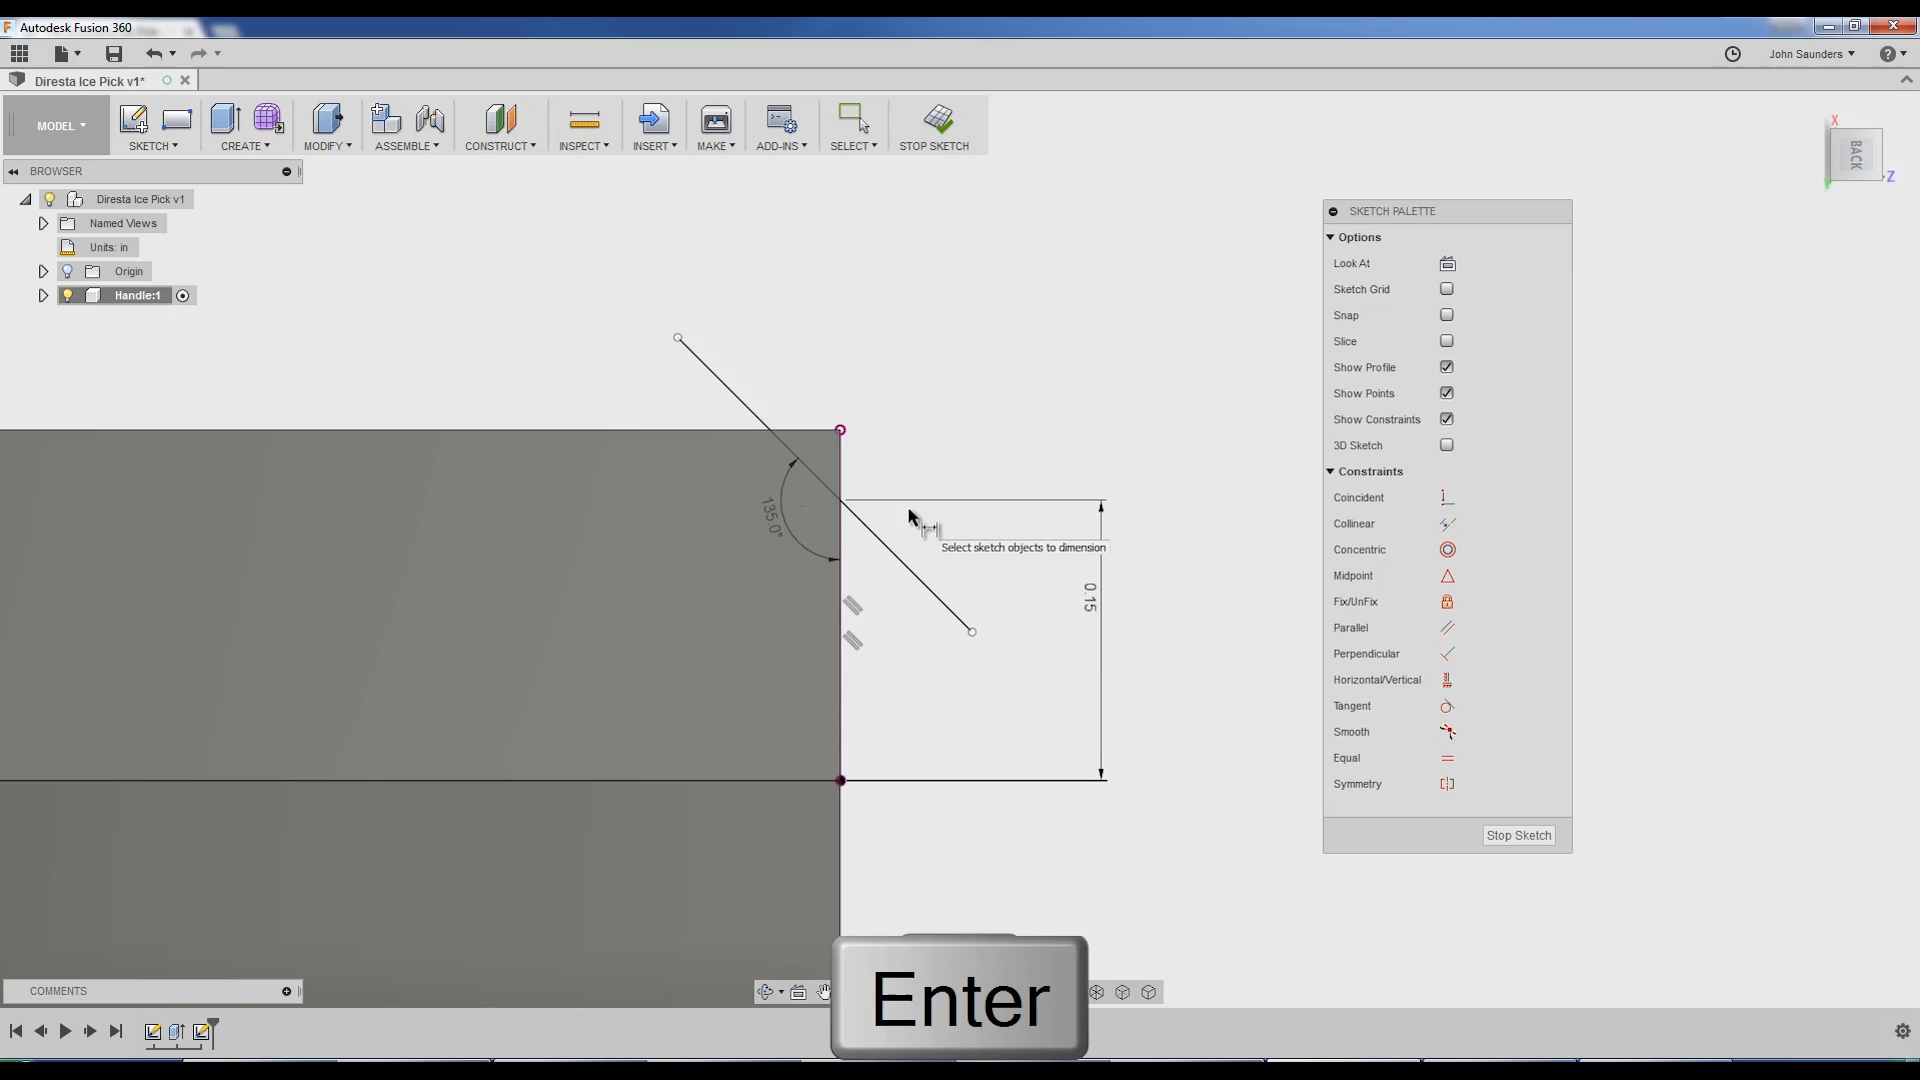 Autodesk Fusion 360
John Saunders
Diresta Ice Pick v1*
MODEL
SKETCH
CREATE
MODIFY
ASSEMBLE
CONSTRUCT
INSPECT
INSERT
MAKE
ADD-INS
SELECT
STOP SKETCH
BROWSER
Diresta Ice Pick v1
Named Views
Units: in
Origin
Handle:1
X
BACK
Z
SKETCH PALETTE
Options
Look At
Sketch Grid
Snap
Slice
Show Profile
Show Points
Show Constraints
3D Sketch
Constraints
Coincident
Collinear
Concentric
Midpoint
Fix/UnFix
Parallel
Perpendicular
Horizontal/Vertical
Tangent
Smooth
Equal
Symmetry
Stop Sketch
135.0°
Select sketch objects to dimension
0.15
Enter
COMMENTS